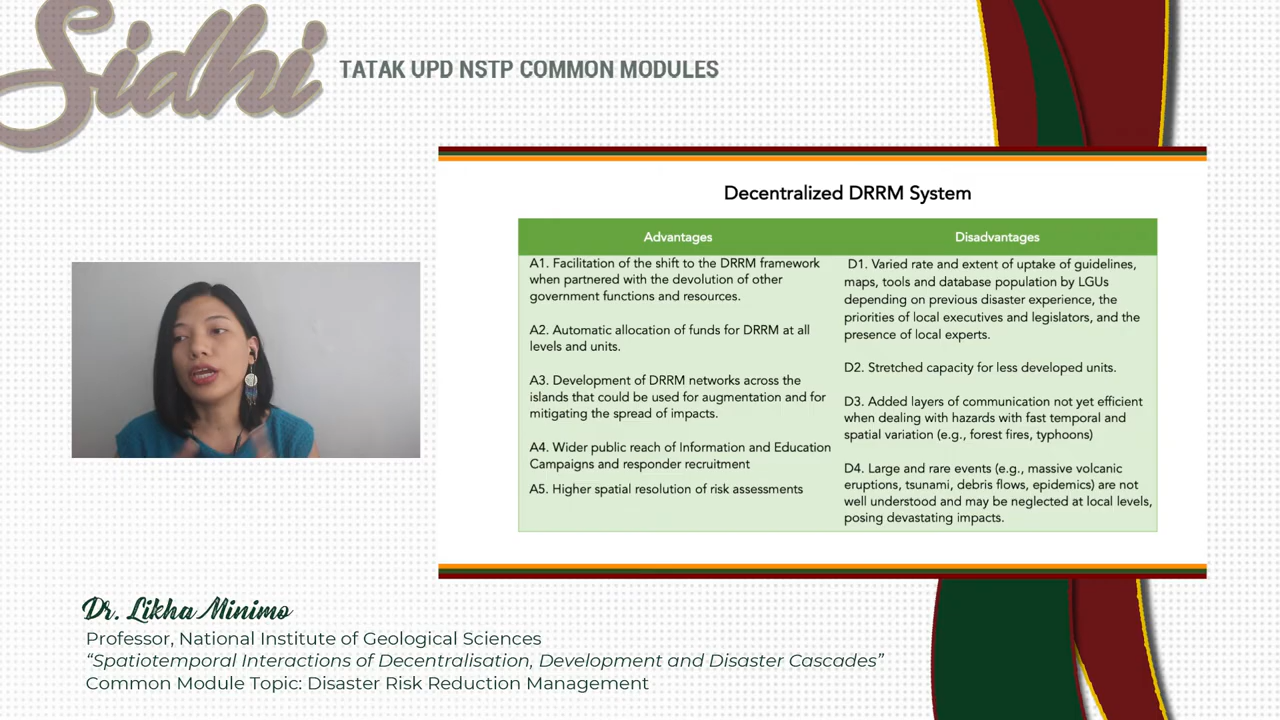 Sidhi
TATAK UPD NSTP COMMON MODULES
Decentralized DRRM System
Advantages
A1. Facilitation of the shift to the DRRM framework
when partnered with the devolution of other
government functions and resources.
A2. Automatic allocation of funds for DRRM at all
levels and units.
A3. Development of DRRM networks across the
islands that could be used for augmentation and for
mitigating the spread of impacts.
A4. Wider public reach of Information and Education
Campaigns and responder recruitment
A5. Higher spatial resolution of risk assessments
Disadvantages
D1. Varied rate and extent of uptake of guidelines,
maps, tools and database population by LGUs
depending on previous disaster experience, the
priorities of local executives and legislators, and the
presence of local experts.
D2. Stretched capacity for less developed units.
D3. Added layers of communication not yet efficient
when dealing with hazards with fast temporal and
spatial variation (e.g., forest fires, typhoons)
D4. Large and rare events (e.g., massive volcanic
eruptions, tsunami, debris flows, epidemics) are not
well understood and may be neglected at local levels,
posing devastating impacts.
Dr. Likha Minimo
Professor, National Institute of Geological Sciences
“Spatiotemporal Interactions of Decentralisation, Development and Disaster Cascades”
Common Module Topic: Disaster Risk Reduction Management